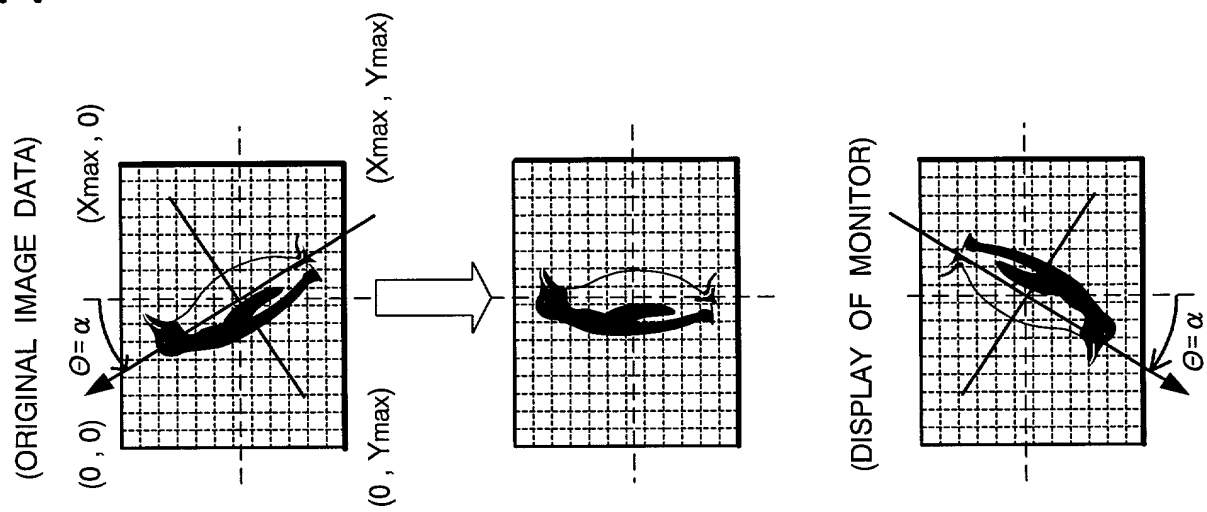 (ORIGINAL IMAGE DATA)
(0 , 0)
Θ=α
(Xmax , 0)
(0 , Ymax)
(Xmax , Ymax)
(DISPLAY OF MONITOR)
Θ=α